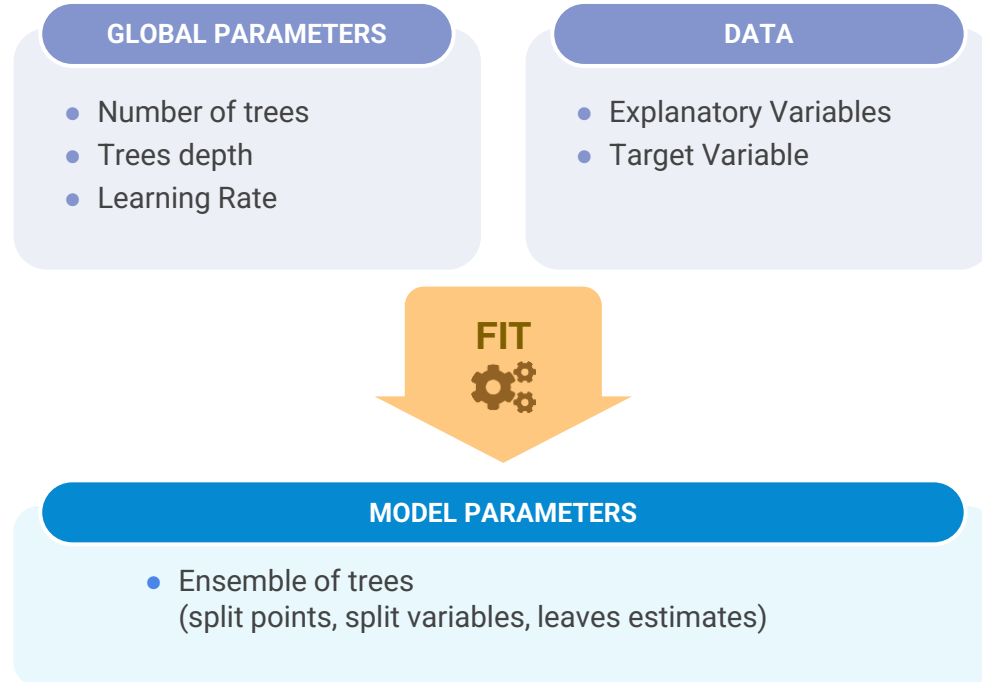 GLOBAL PARAMETERS
Number of trees
Trees depth
Learning Rate
DATA
Explanatory Variables
Target Variable
FIT
MODEL PARAMETERS
Ensemble of trees
(split points, split variables, leaves estimates)